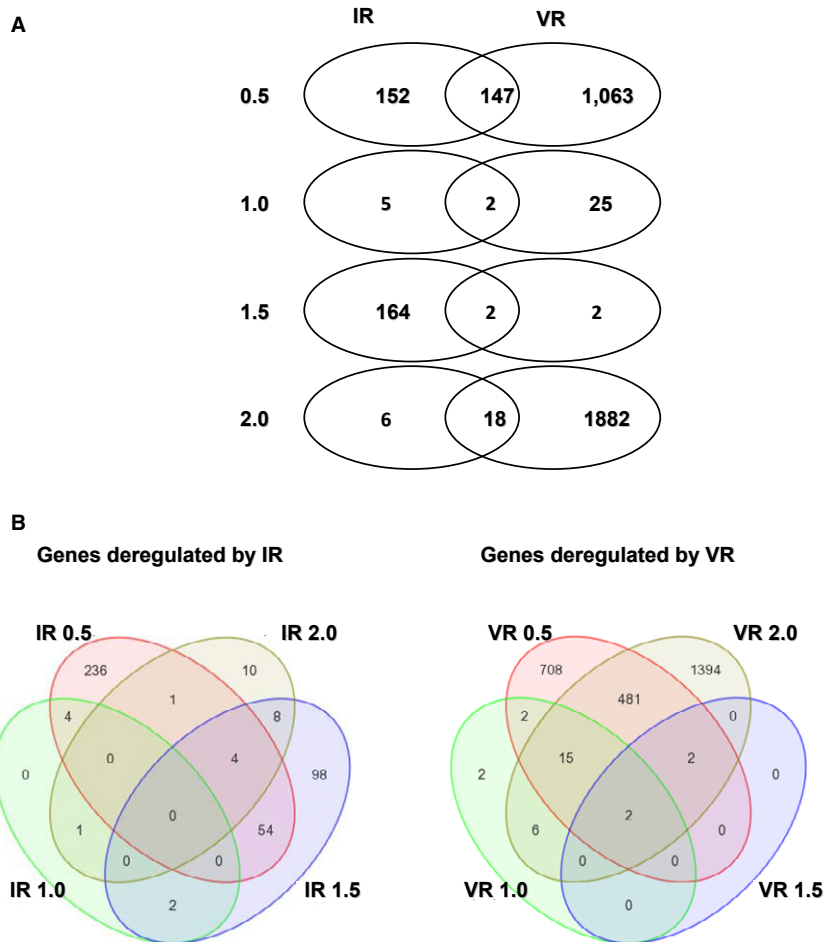 A
IR VR
0.5 152 147 1,063
1.0 5 2 25
1.5 164 2 2
2.0 6 18 1882
B
Genes deregulated by IR Genes deregulated by VR
IR 0.5 IR 2.0 VR 0.5 VR 2.0
236 10 708 1394
1 481
4 8 2 0
0 4 15 2
0 98 2 0
0 2
1 54 6 0
0 0 0 0
IR 1.0 IR 1.5 VR 1.0 VR 1.5
2 0